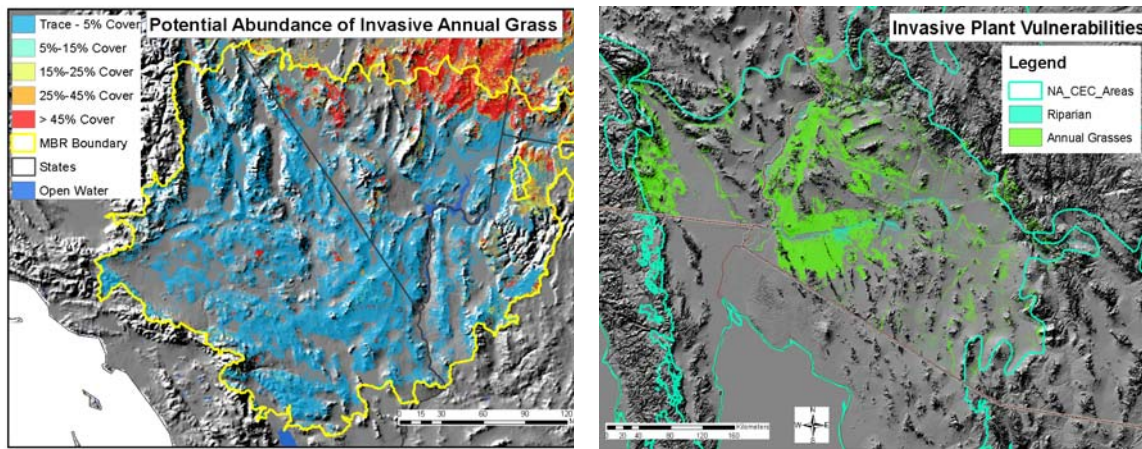 Potential Abundance of Invasive Annual Grass
Trace - 5% Cover
5%-15% Cover
15%-25% Cover
25%-45% Cover
> 45% Cover
MBR Boundary
States
Open Water
0 15 30 60 90 120
Invasive Plant Vulnerabilities
Legend
NA_CEC_Areas
Riparian
Annual Grasses
Kilometers
0 20 40 80 120 160
N
W E
S